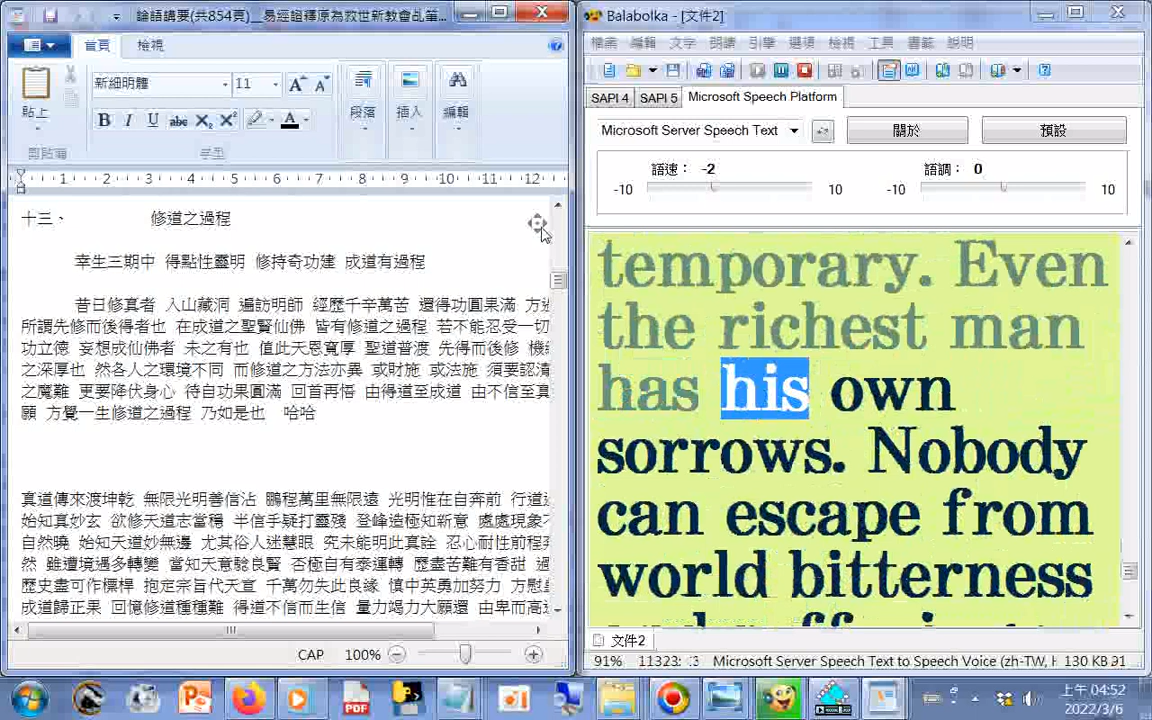 論語講要(共854頁)__易經證釋原為救世新教會乩筆...
首頁
檢視
貼上
新細明體
11
段落
插入
編輯
剪貼簿
字型
1 2 3 4 5 6 7 8 9 10 11 12
十三、 修道之過程
幸生三期中 得點性靈明 修持奇功建 成道有過程
昔日修真者 入山藏洞 遍訪明師 經歷千辛萬苦 還得功圓果滿 方
所謂先修而後得者也 在成道之聖賢仙佛 皆有修道之過程 若不能忍受一切
功立德 妄想成仙佛者 未之有也 值此天恩寬厚 聖道普渡 先得而後修 機
之深厚也 然各人之環境不同 而修道之方法亦異 或財施 或法施 須要認清
之魔難 更要降伏身心 待自功果圓滿 回首再悟 由得道至成道 由不信至真
願 方覺一生修道之過程 乃如是也 哈哈
真道傳來渡坤乾 無限光明善信沾 鵬程萬里無限遠 光明惟在自奔前 行道
始知真妙玄 欲修天道志當穩 半信半疑打靈殘 登峰造極知新意 處處現象
自然曉 始知天道妙無邊 尤其俗人迷慧眼 究未能明此真詮 忍心耐性前程
然 雖遭境遇多轉變 當知天意驗良賢 否極自有泰運轉 歷盡苦難有香甜
歷史盡可作標桿 抱定宗旨代天宣 千萬勿失此良緣 慎中英勇加努力 方慰
成道歸正果 回憶修道種種難 得道不信而生信 量力竭力大願還 由卑而高
CAP 100%
Balabolka - [文件2]
檔案 編輯 文字 朗讀 引擎 選項 檢視 工具 書籤 說明
SAPI 4 SAPI 5 Microsoft Speech Platform
Microsoft Server Speech Text
關於
預設
語速： -2
語調： 0
-10 10 -10 10
temporary. Even
the richest man
has his own
sorrows. Nobody
can escape from
world bitterness
文件2
91% 11323: :3 Microsoft Server Speech Text to Speech Voice (zh-TW, H 130 KB 91
上午 04:52
2022/3/6